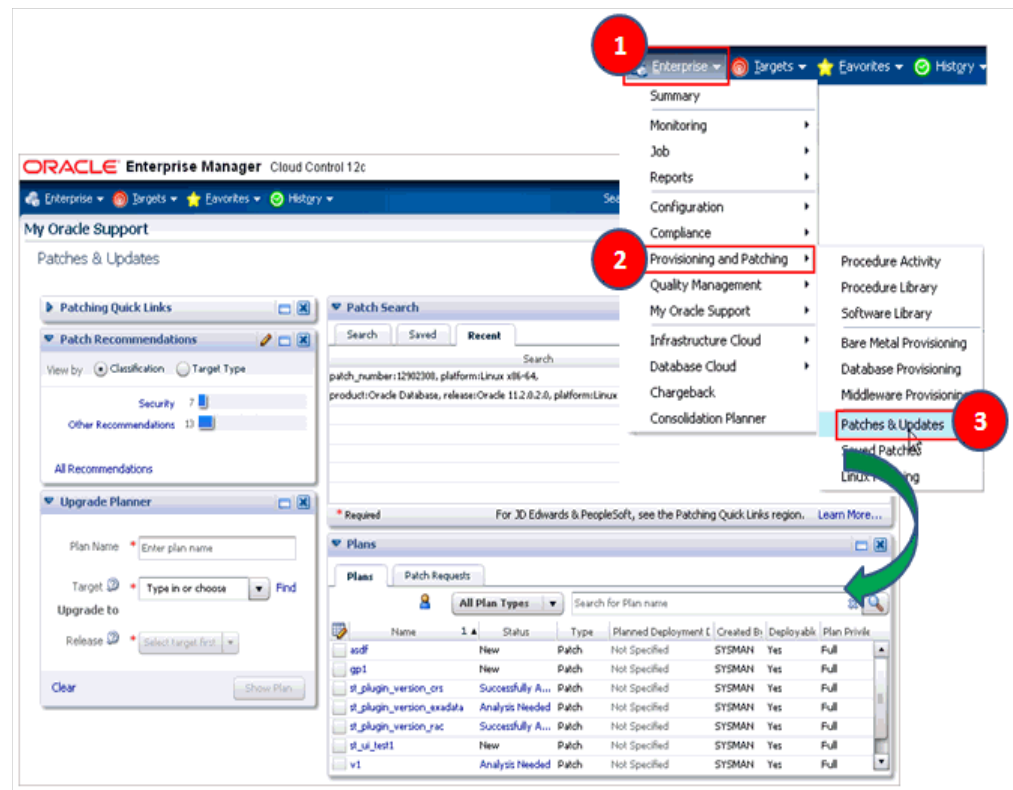 1
Enterprise Targets Favorites History
Summary
Monitoring
Job
Reports
Configuration
Compliance
2
Provisioning and Patching
Quality Management
My Oracle Support
Infrastructure Cloud
Database Cloud
Chargeback
Consolidation Planner
Procedure Activity
Procedure Library
Software Library
Bare Metal Provisioning
Database Provisioning
Middleware Provisioning
Patches & Updates
3
Saved Patches
Linux
ORACLE Enterprise Manager Cloud Control 12c
Enterprise Targets Favorites History
My Oracle Support
Patches & Updates
Patching Quick Links
Patch Recommendations
View by Classification Target Type
Security 7
Other Recommendations 13
All Recommendations
Upgrade Planner
Plan Name * Enter plan name
Target * Type in or choose Find
Upgrade to
Release * Select target first
Clear Show Plan
Patch Search
Search Saved Recent
Search
patch_number:12902308, platform:Linux x86-64,
product:Oracle Database, release:Oracle 11.2.0.2.0, platform:Linux
* Required For JD Edwards & PeopleSoft, see the Patching Quick Links region. Learn More...
Plans
Plans Patch Requests
All Plan Types Search for Plan name
Name 1 Status Type Planned Deployment D Created By Deployabl Plan Privile
asdf New Patch Not Specified SYSMAN Yes Full
gp1 New Patch Not Specified SYSMAN Yes Full
st_plugin_version_crs Successfully A... Patch Not Specified SYSMAN Yes Full
st_plugin_version_exadata Analysis Needed Patch Not Specified SYSMAN Yes Full
st_plugin_version_rac Successfully A... Patch Not Specified SYSMAN Yes Full
st_ui_test1 New Patch Not Specified SYSMAN Yes Full
v1 Analysis Needed Patch Not Specified SYSMAN Yes Full